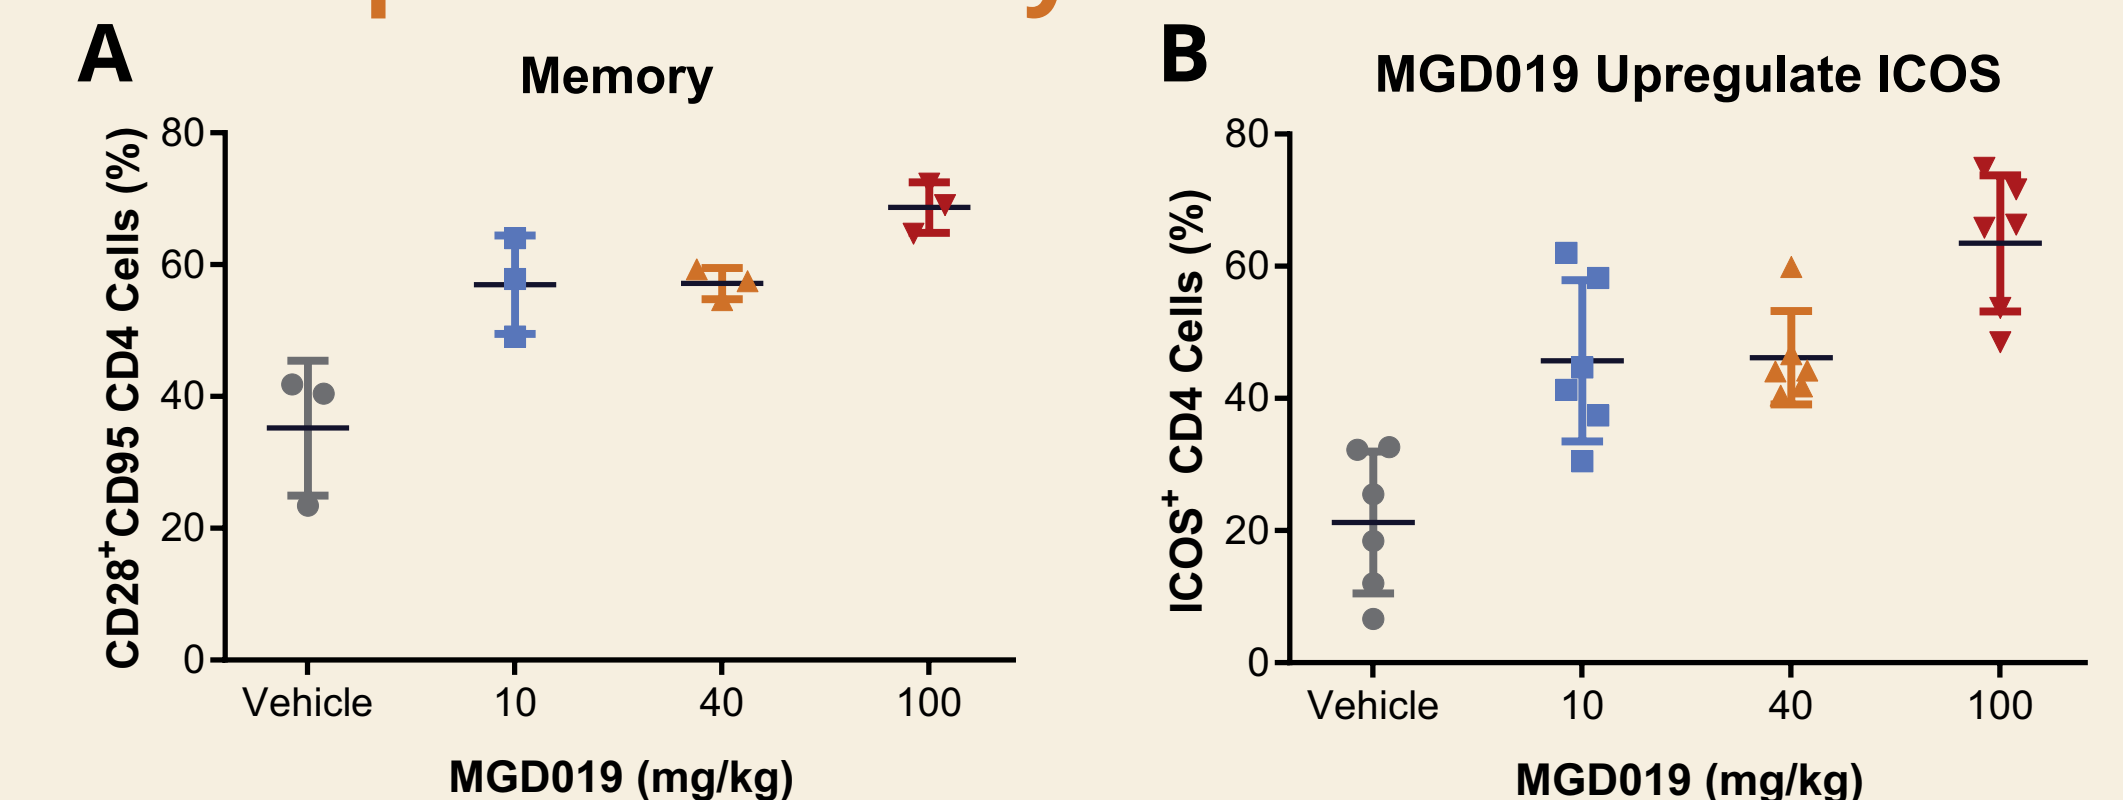 A
Memory
CD28⁺CD95 CD4 Cells (%)
80
60
40
20
0
Vehicle 10 40 100
MGD019 (mg/kg)
B
MGD019 Upregulate ICOS
ICOS⁺ CD4 Cells (%)
80
60
40
20
0
Vehicle 10 40 100
MGD019 (mg/kg)